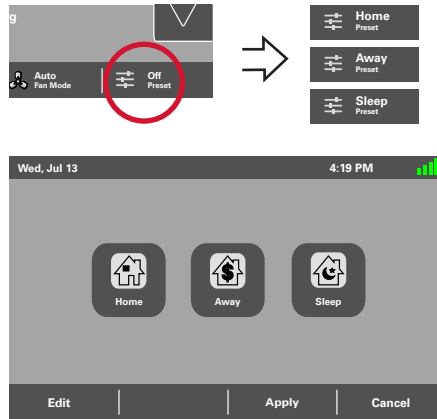 g
Auto
Fan Mode
Off
Preset
Home
Preset
Away
Preset
Sleep
Preset
Wed, Jul 13
4:19 PM
$
Home
Away
Sleep
Edit
Apply
Cancel